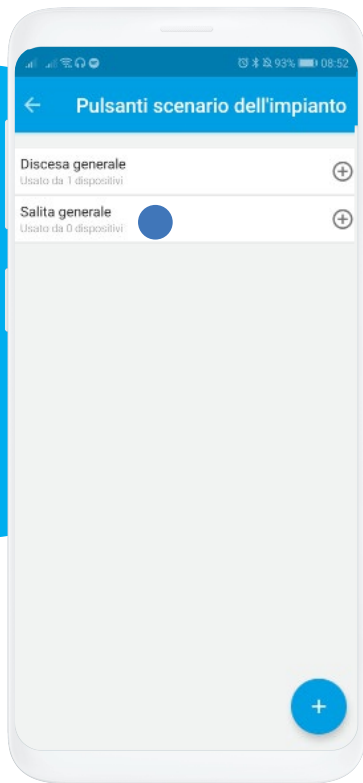 93% 08:52
Pulsanti scenario dell'impianto
Discesa generale
Usato da 1 dispositivi
Salita generale
Usato da 0 dispositivi